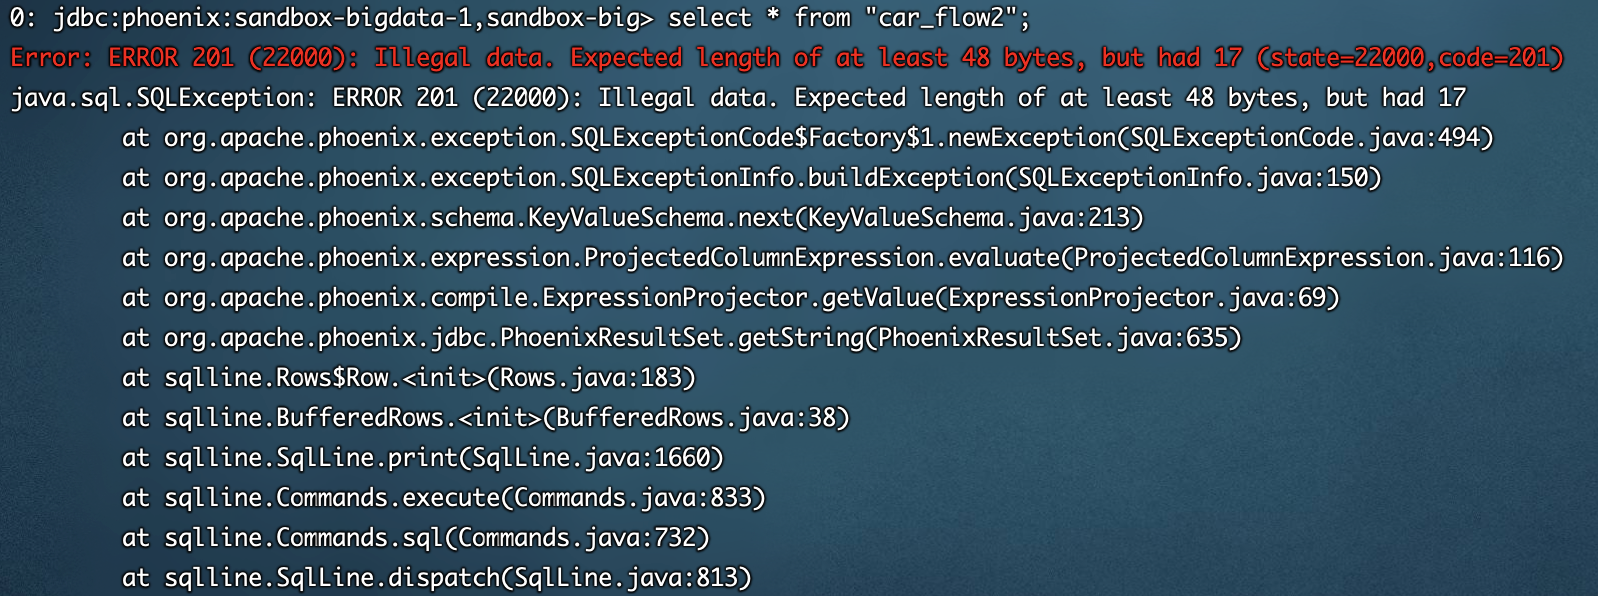 0: jdbc:phoenix:sandbox-bigdata-1,sandbox-big> select * from "car_flow2";
Error: ERROR 201 (22000): Illegal data. Expected length of at least 48 bytes, but had 17 (state=22000,code=201)
java.sql.SQLException: ERROR 201 (22000): Illegal data. Expected length of at least 48 bytes, but had 17
at org.apache.phoenix.exception.SQLExceptionCode$Factory$1.newException(SQLExceptionCode.java:494)
at org.apache.phoenix.exception.SQLExceptionInfo.buildException(SQLExceptionInfo.java:150)
at org.apache.phoenix.schema.KeyValueSchema.next(KeyValueSchema.java:213)
at org.apache.phoenix.expression.ProjectedColumnExpression.evaluate(ProjectedColumnExpression.java:116)
at org.apache.phoenix.compile.ExpressionProjector.getValue(ExpressionProjector.java:69)
at org.apache.phoenix.jdbc.PhoenixResultSet.getString(PhoenixResultSet.java:635)
at sqlline.Rows$Row.<init>(Rows.java:183)
at sqlline.BufferedRows.<init>(BufferedRows.java:38)
at sqlline.SqlLine.print(SqlLine.java:1660)
at sqlline.Commands.execute(Commands.java:833)
at sqlline.Commands.sql(Commands.java:732)
at sqlline.SqlLine.dispatch(SqlLine.java:813)